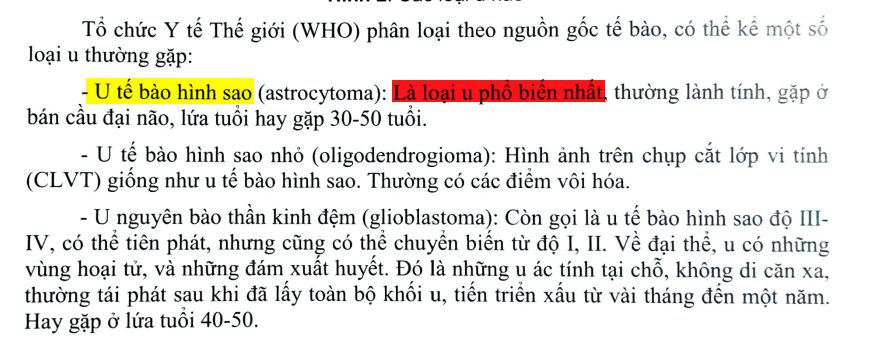 Tổ chức Y tế Thế giới (WHO) phân loại theo nguồn gốc tế bào, có thể kể một số
loại u thường gặp:
- U tế bào hình sao (astrocytoma): Là loại u phổ biến nhất, thường lành tính, gặp ở
bán cầu đại não, lứa tuổi hay gặp 30-50 tuổi.
- U tế bào hình sao nhỏ (oligodendrogioma): Hình ảnh trên chụp cắt lớp vi tính
(CLVT) giống như u tế bào hình sao. Thường có các điểm vôi hóa.
- U nguyên bào thần kinh đệm (glioblastoma): Còn gọi là u tế bào hình sao độ III-
IV, có thể tiên phát, nhưng cũng có thể chuyển biến từ độ I, II. Về đại thể, u có những
vùng hoại tử, và những đám xuất huyết. Đó là những u ác tính tại chỗ, không di căn xa,
thường tái phát sau khi đã lấy toàn bộ khối u, tiến triển xấu từ vài tháng đến một năm.
Hay gặp ở lứa tuổi 40-50.